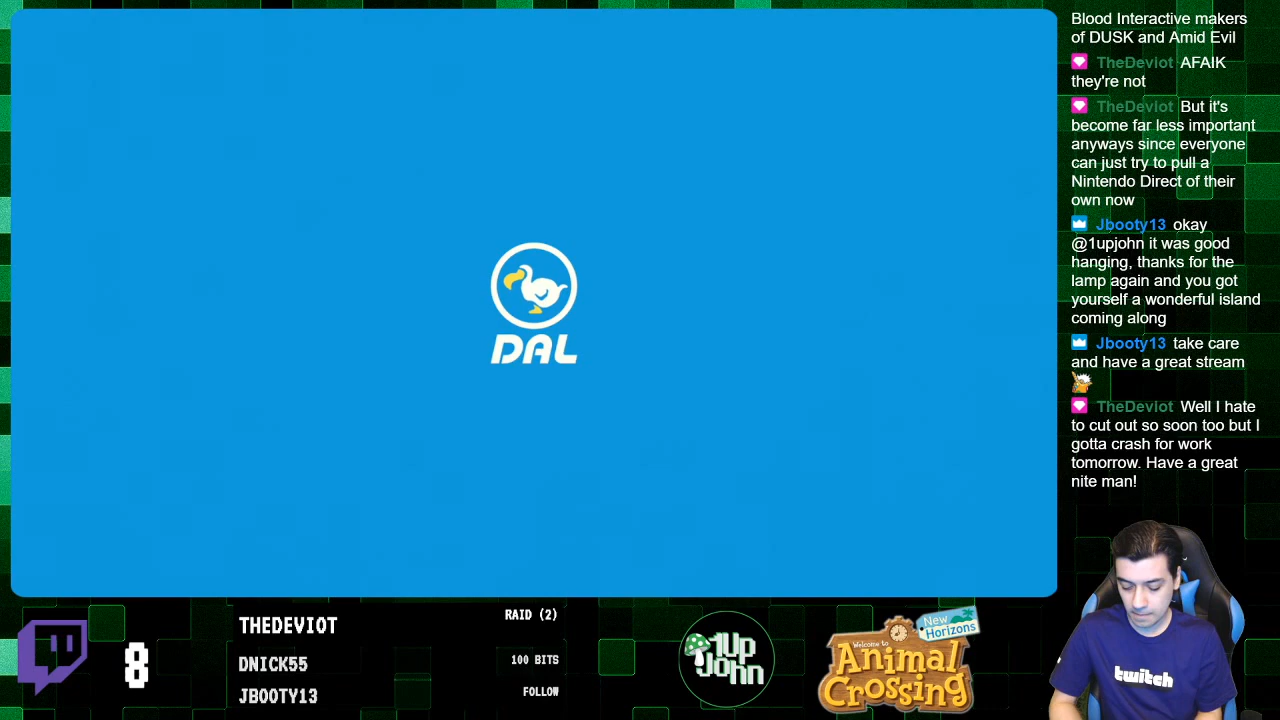 Blood Interactive makers
of DUSK and Amid Evil
TheDeviot AFAIK
they're not
TheDeviot But it's
become far less important
anyways since everyone
can just try to pull a
Nintendo Direct of their
own now
Jbooty13 okay
@1upjohn it was good
hanging, thanks for the
lamp again and you got
yourself a wonderful island
coming along
Jbooty13 take care
and have a great stream
TheDeviot Well I hate
to cut out so soon too but I
gotta crash for work
tomorrow. Have a great
nite man!
DAL
8
THEDEVIOT RAID (2)
DNICK55 100 BITS
JBOOTY13 FOLLOW
1Up
John
Welcome to
Animal
Crossing
New
Horizons
twitch